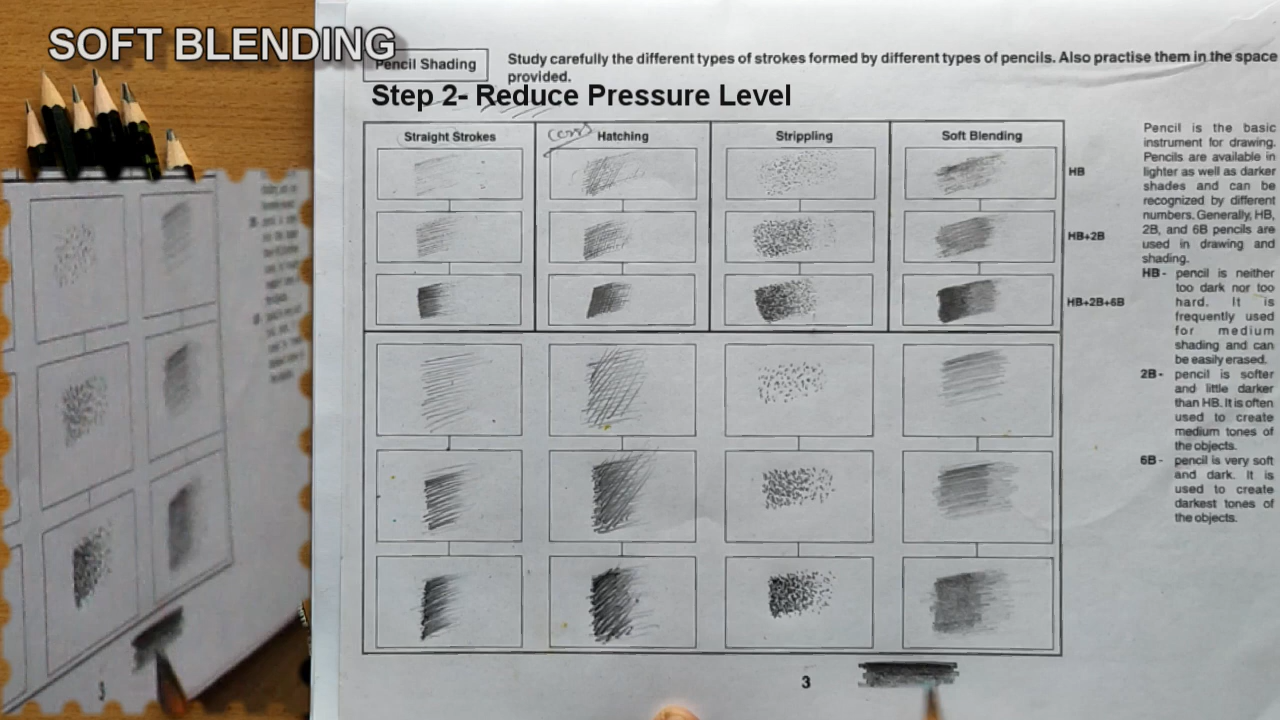 SOFT BLENDING
Pencil Shading
Study carefully the different types of strokes formed by different types of pencils. Also practise them in the space
provided.
Step 2- Reduce Pressure Level
Straight Strokes
Hatching
Strippling
Soft Blending
HB
HB+2B
HB+2B+6B
Pencil is the basic
instrument for drawing.
Pencils are available in
lighter as well as darker
shades and can be
recognized by different
numbers. Generally, HB,
2B, and 6B pencils are
used in drawing and
shading.
HB- pencil is neither
too dark nor too
hard. It is
frequently used
for medium
shading and can
be easily erased.
2B- pencil is softer
and little darker
than HB. It is often
used to create
medium tones of
the objects.
6B- pencil is very soft
and dark. It is
used to create
darkest tones of
the objects.
3
3